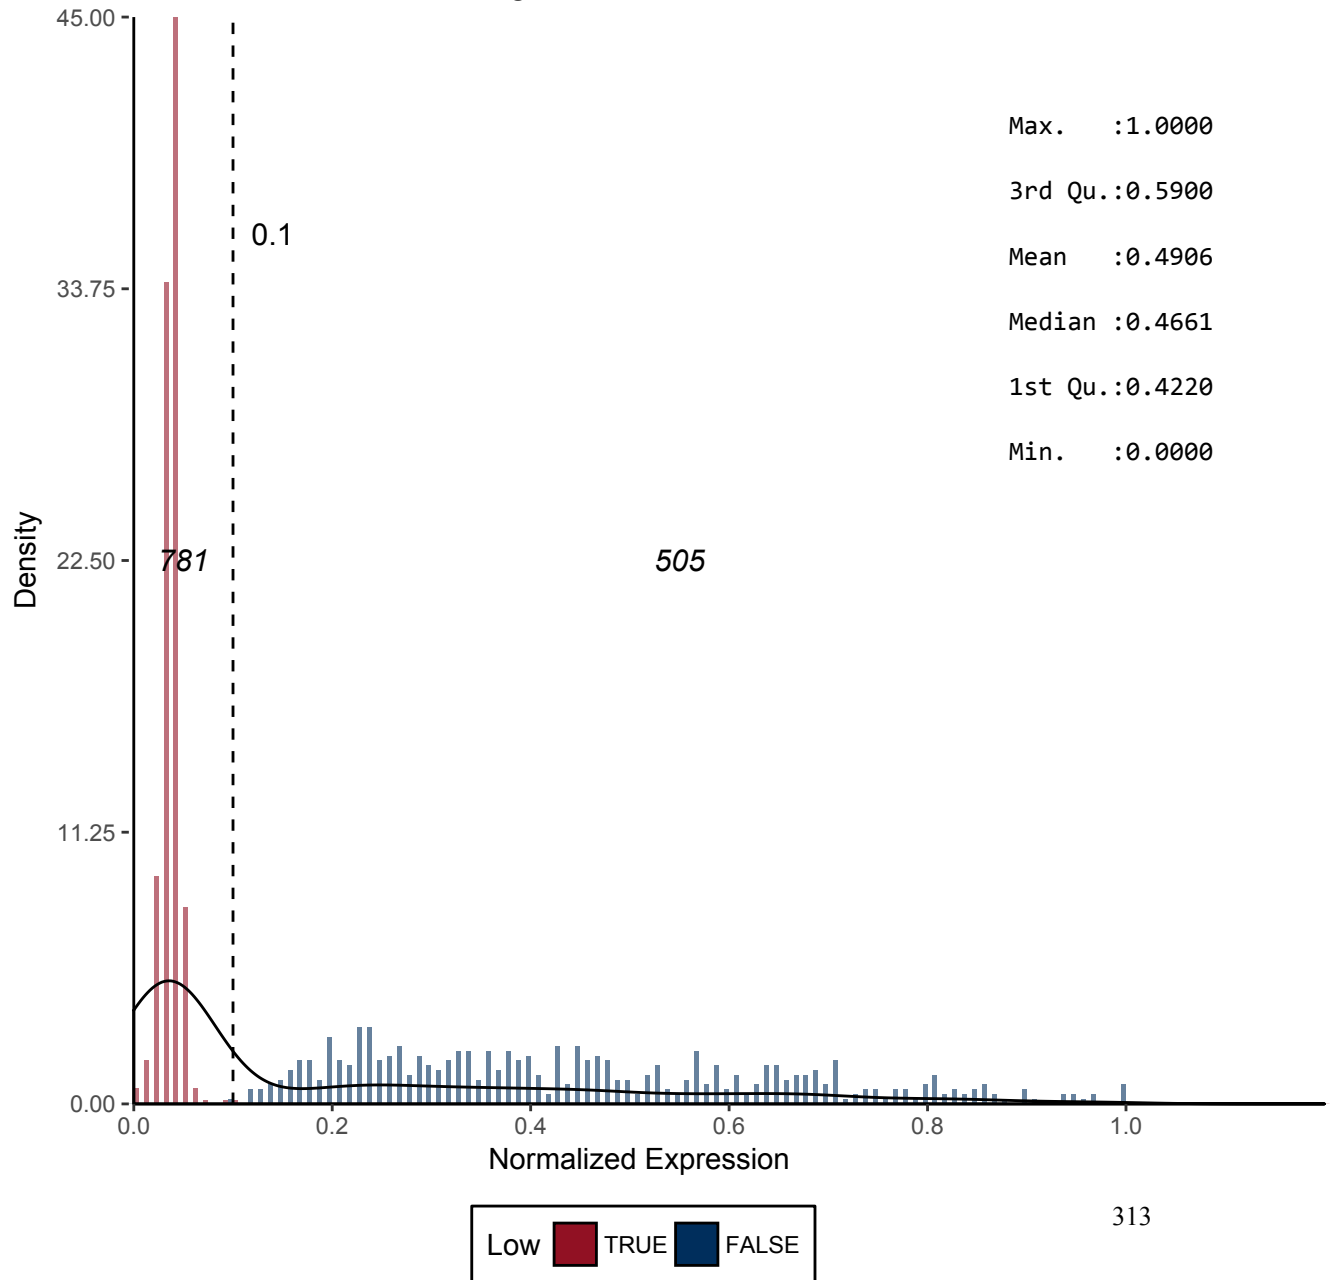 45.00
Max. :1.0000
3rd Qu.:0.5900
0.1
Mean :0.4906
33.75
Median :0.4661
1st Qu.:0.4220
Min. :0.0000
Density
22.50
781
505
11.25
0.00
0.0 0.2 0.4 0.6 0.8 1.0
Normalized Expression
313
Low TRUE FALSE